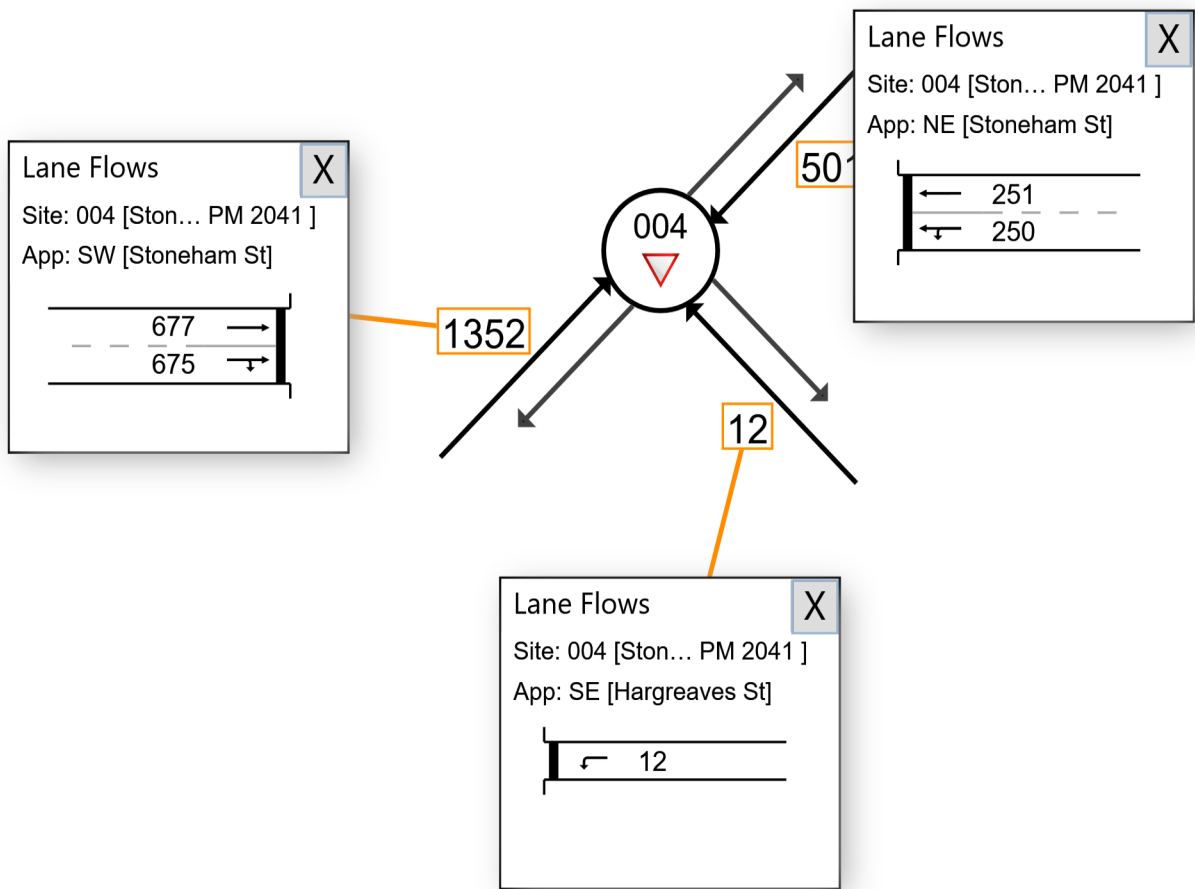 Lane Flows
X
Site: 004 [Ston... PM 2041 ]
App: NE [Stoneham St]
251
250
501
004
Lane Flows
X
Site: 004 [Ston... PM 2041 ]
App: SW [Stoneham St]
677
675
1352
12
Lane Flows
X
Site: 004 [Ston... PM 2041 ]
App: SE [Hargreaves St]
12